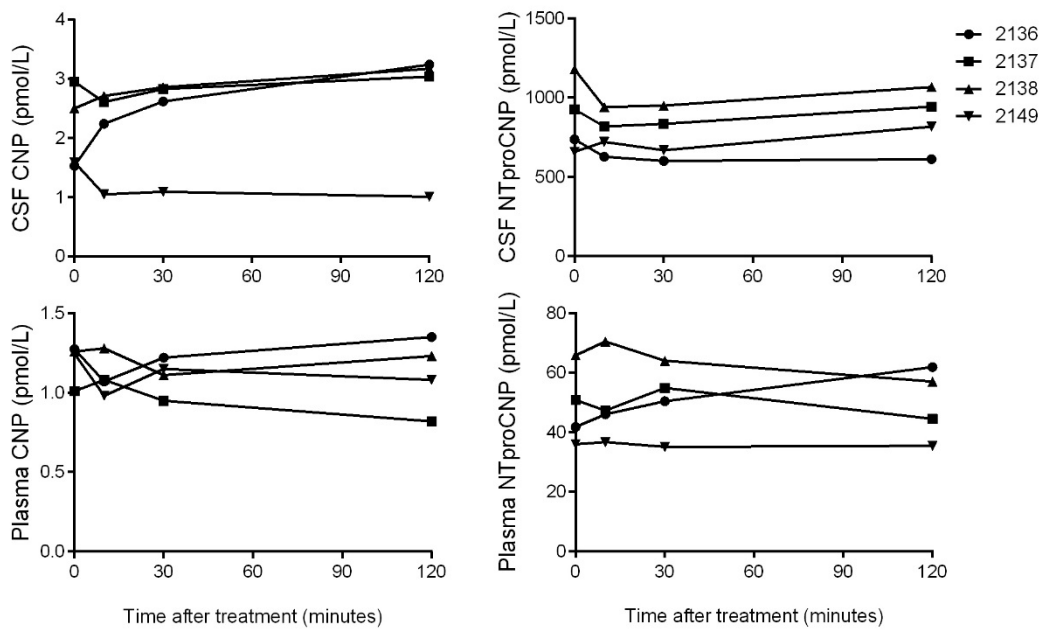 CSF CNP (pmol/L)
4
3
2
1
0
0 30 60 90 120
CSF NTproCNP (pmol/L)
1500
1000
500
0
0 30 60 90 120
2136
2137
2138
2149
Plasma CNP (pmol/L)
1.5
1.0
0.5
0.0
0 30 60 90 120
Time after treatment (minutes)
Plasma NTproCNP (pmol/L)
80
60
40
20
0
0 30 60 90 120
Time after treatment (minutes)